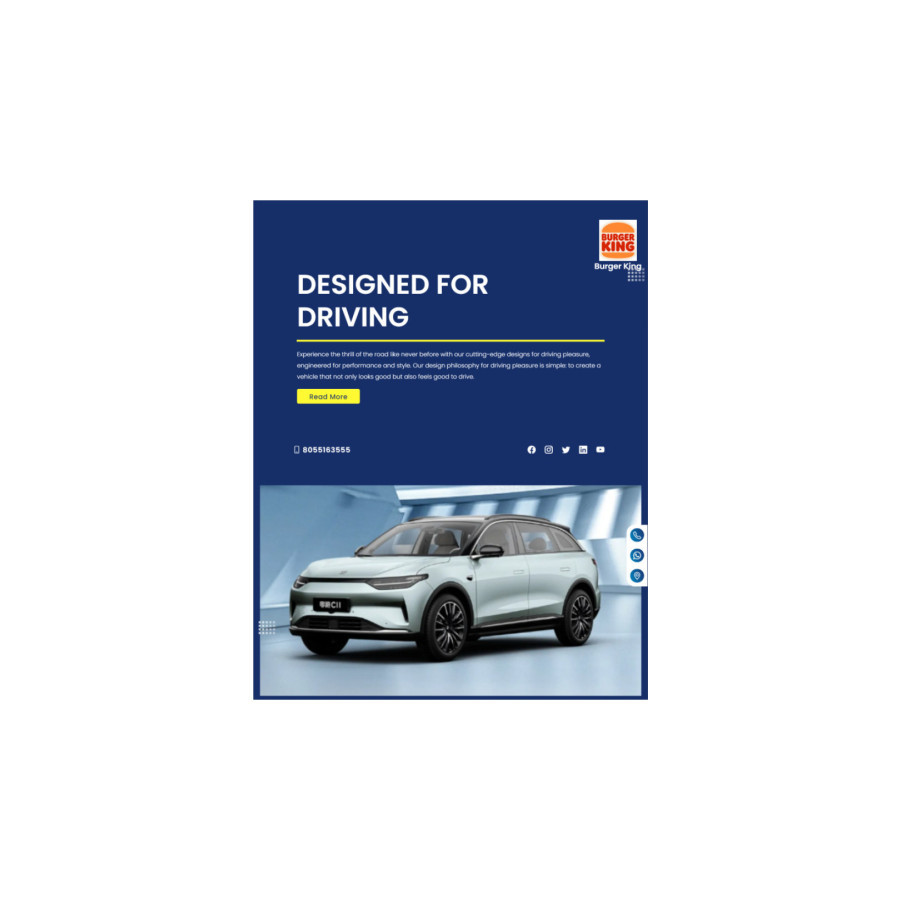 BURGER
KING
Burger King
DESIGNED FOR
DRIVING
Experience the thrill of the road like never before with our cutting-edge designs for driving pleasure,
engineered for performance and style. Our design philosophy for driving pleasure is simple: to create a
vehicle that not only looks good but also feels good to drive.
Read More
8055163555
C11